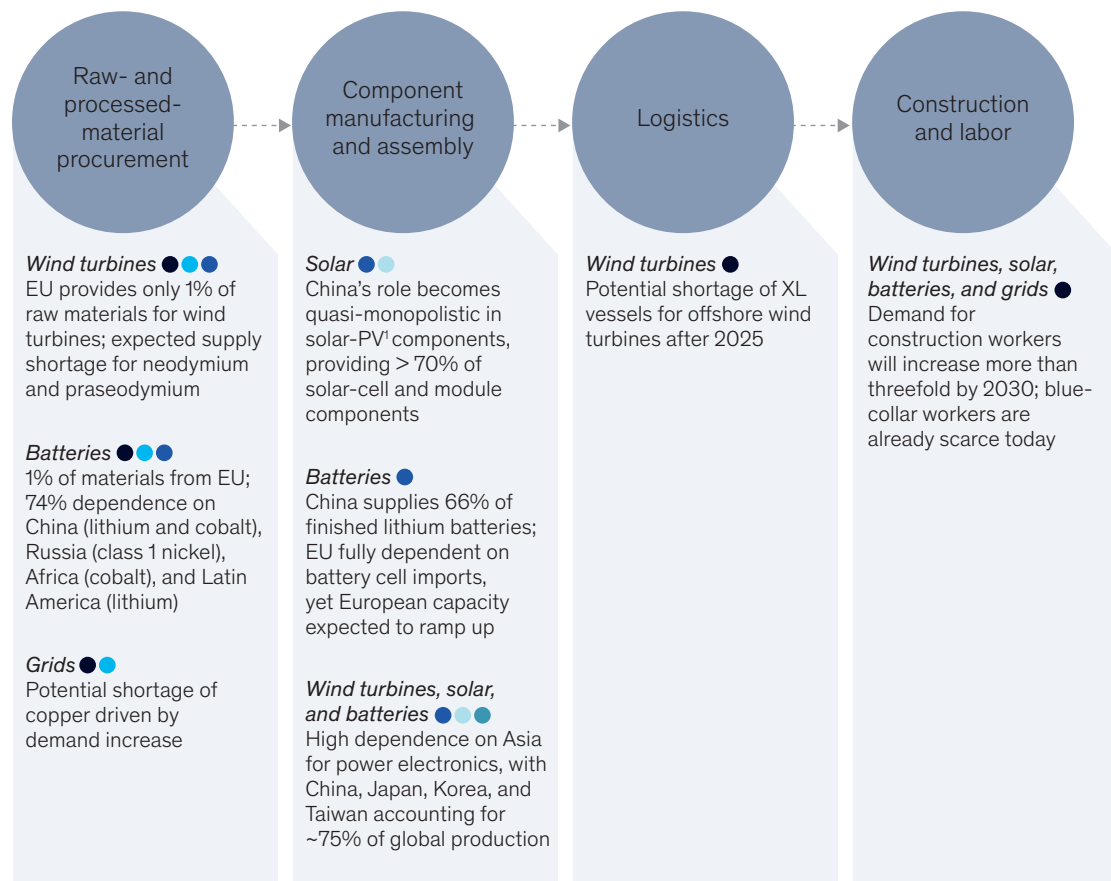 Raw- and
processed-
material
procurement
Component
manufacturing
and assembly
Logistics
Construction
and labor
Wind turbines
EU provides only 1% of
raw materials for wind
turbines; expected supply
shortage for neodymium
and praseodymium
Batteries
1% of materials from EU;
74% dependence on
China (lithium and cobalt),
Russia (class 1 nickel),
Africa (cobalt), and Latin
America (lithium)
Grids
Potential shortage of
copper driven by
demand increase
Solar
China’s role becomes
quasi-monopolistic in
solar-PV¹ components,
providing > 70% of
solar-cell and module
components
Batteries
China supplies 66% of
finished lithium batteries;
EU fully dependent on
battery cell imports,
yet European capacity
expected to ramp up
Wind turbines, solar,
and batteries
High dependence on Asia
for power electronics, with
China, Japan, Korea, and
Taiwan accounting for
~75% of global production
Wind turbines
Potential shortage of XL
vessels for offshore wind
turbines after 2025
Wind turbines, solar,
batteries, and grids
Demand for
construction workers
will increase more than
threefold by 2030; blue-
collar workers are
already scarce today